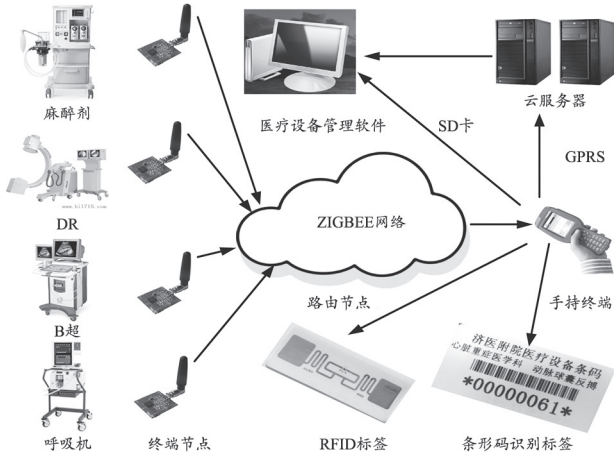 麻醉剂
医疗设备管理软件
SD卡
云服务器
GPRS
www.bit716.com
DR
ZIGBEE网络
B超
路由节点
手持终端
济医附院医疗设备条码
心脏重症医学科 动脉球囊反搏
*00000061*
呼吸机
终端节点
RFID标签
条形码识别标签